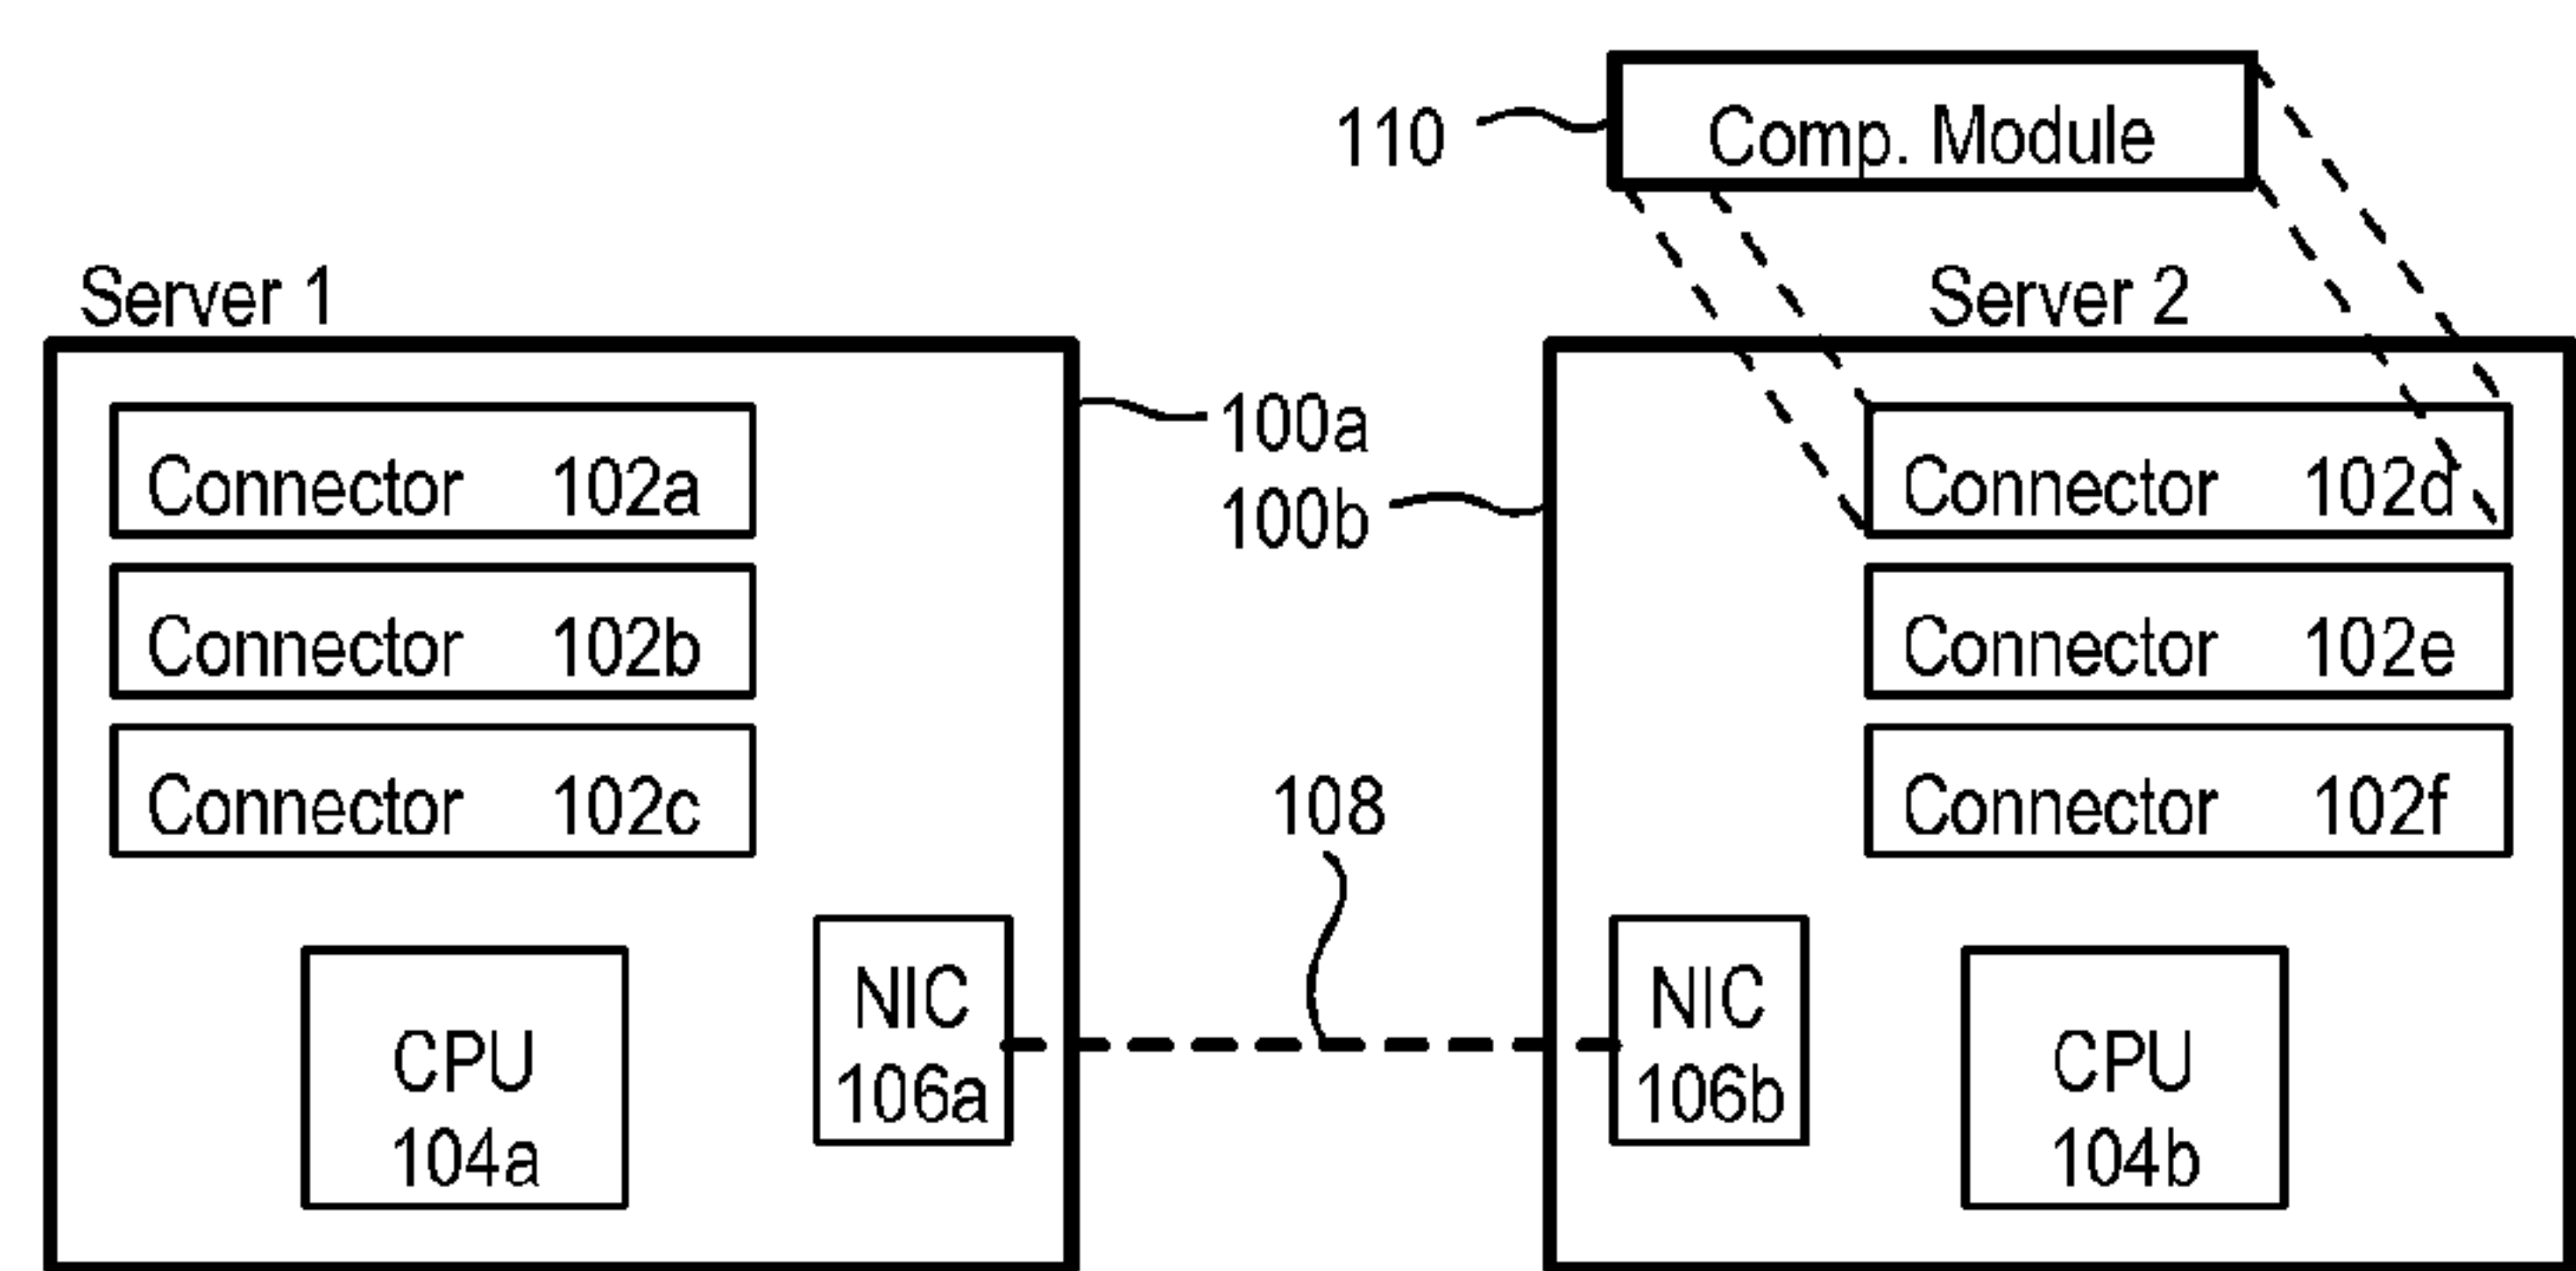 110
Comp. Module
Server 1
Server 2
100a
100b
Connector 102a
Connector 102b
Connector 102c
Connector 102d
Connector 102e
Connector 102f
108
NIC
106a
NIC
106b
CPU
104a
CPU
104b